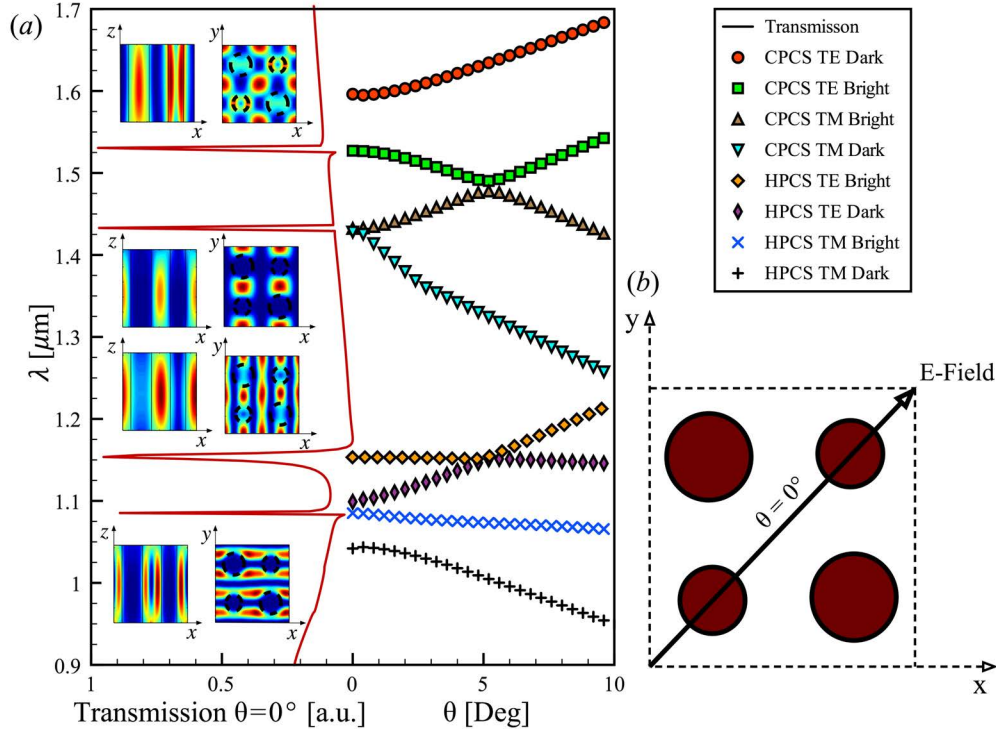 (a)
1.7
1.6
1.5
1.4
1.3
1.2
1.1
1
0.9
λ [μm]
z
y
x
x
z
y
x
x
z
y
x
x
z
y
x
x
1
0.5
0
5
10
Transmission θ=0° [a.u.]
θ [Deg]
Transmisson
CPCS TE Dark
CPCS TE Bright
CPCS TM Bright
CPCS TM Dark
HPCS TE Bright
HPCS TE Dark
HPCS TM Bright
HPCS TM Dark
(b)
y
E-Field
θ = 0°
x